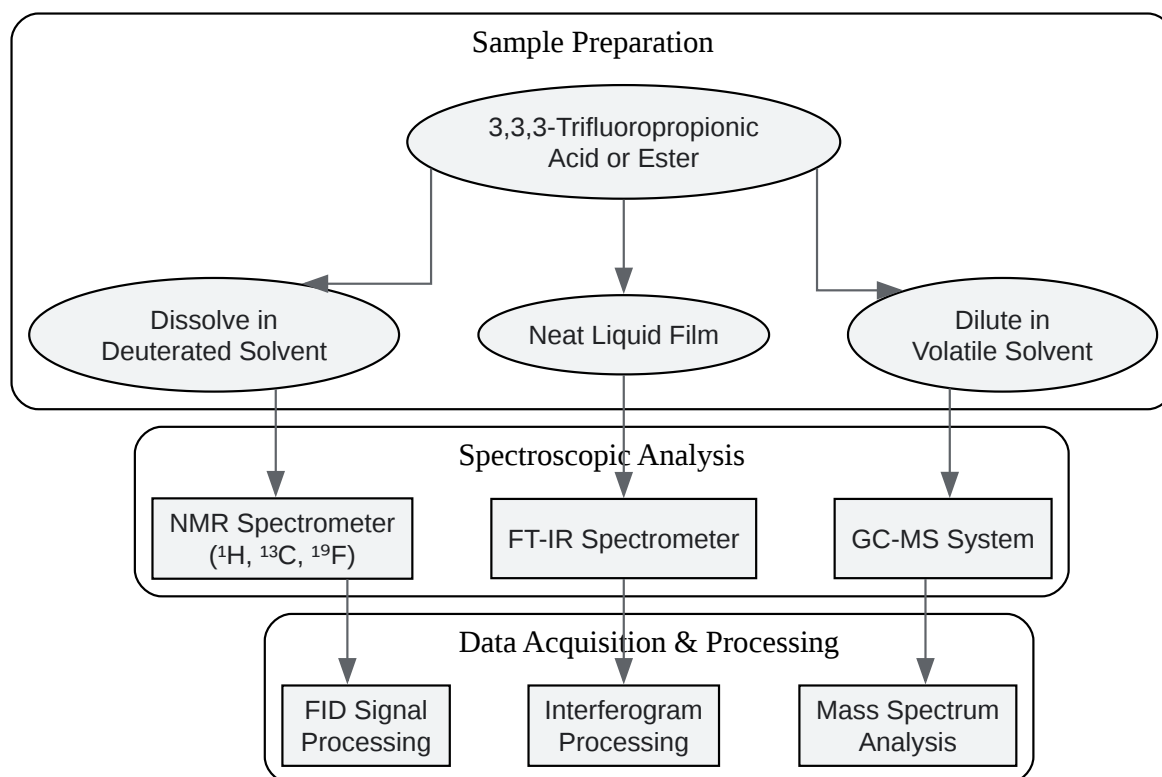 Sample Preparation
3,3,3-Trifluoropropionic
Acid or Ester
Dissolve in
Deuterated Solvent
Neat Liquid Film
Dilute in
Volatile Solvent
Spectroscopic Analysis
NMR Spectrometer
(¹H, ¹³C, ¹⁹F)
FT-IR Spectrometer
GC-MS System
Data Acquisition & Processing
FID Signal
Processing
Interferogram
Processing
Mass Spectrum
Analysis